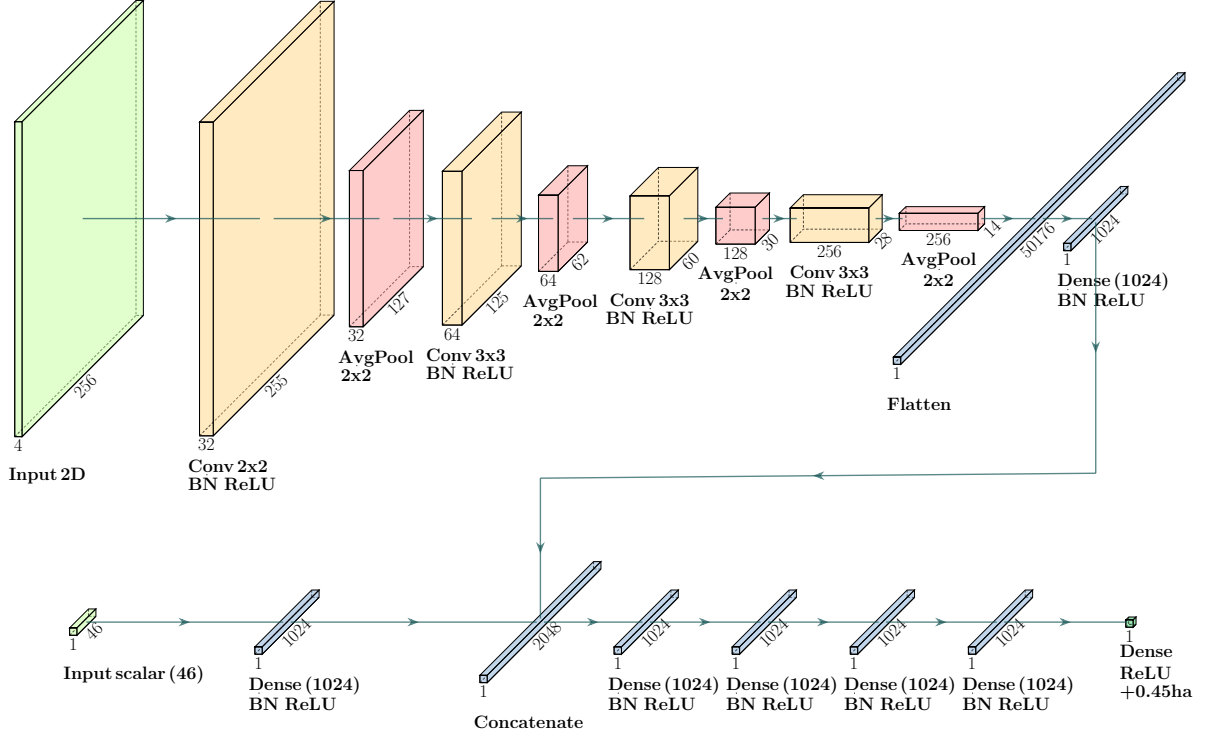 4
256
Input 2D
32
255
Conv 2x2
BN ReLU
32
127
AvgPool
2x2
64
125
Conv 3x3
BN ReLU
64
62
AvgPool
2x2
128
60
Conv 3x3
BN ReLU
128
30
AvgPool
2x2
256
28
Conv 3x3
BN ReLU
256
14
AvgPool
2x2
1
50176
Flatten
1
1024
Dense (1024)
BN ReLU
1
46
Input scalar (46)
1
1024
Dense (1024)
BN ReLU
1
2048
Concatenate
1
1024
Dense (1024)
BN ReLU
1
1024
Dense (1024)
BN ReLU
1
1024
Dense (1024)
BN ReLU
1
1024
Dense (1024)
BN ReLU
1
Dense
ReLU
+0.45ha